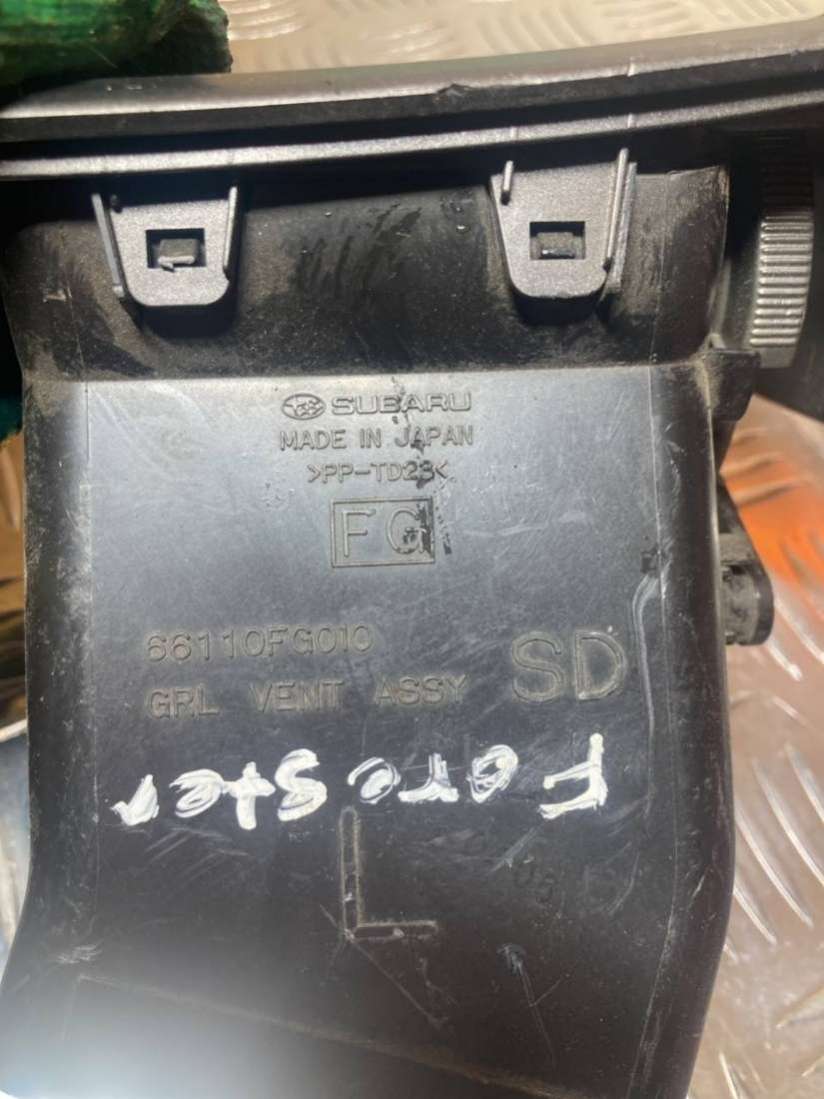 SUBARU
MADE IN JAPAN
>PP-TD23<
FG
66110FG010
GRL VENT ASSY
SD
Forester
L